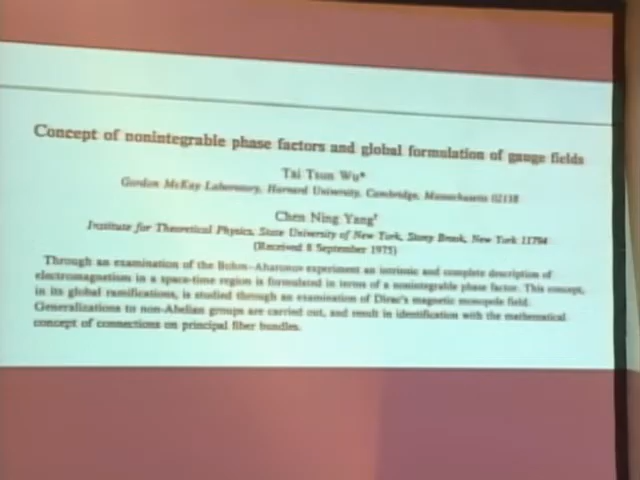 Concept of nonintegrable phase factors and global formulation of gauge fields
Tai Tsun Wu*
Gordon McKay Laboratory, Harvard University, Cambridge, Massachusetts 02138
Chen Ning Yang†
Institute for Theoretical Physics, State University of New York, Stony Brook, New York 11794
(Received 8 September 1975)
Through an examination of the Bohm-Aharonov experiment an intrinsic and complete description of
electromagnetism in a space-time region is formulated in terms of a nonintegrable phase factor. This concept,
in its global ramifications, is studied through an examination of Dirac's magnetic monopole field.
Generalizations to non-Abelian groups are carried out, and result in identification with the mathematical
concept of connections on principal fiber bundles.